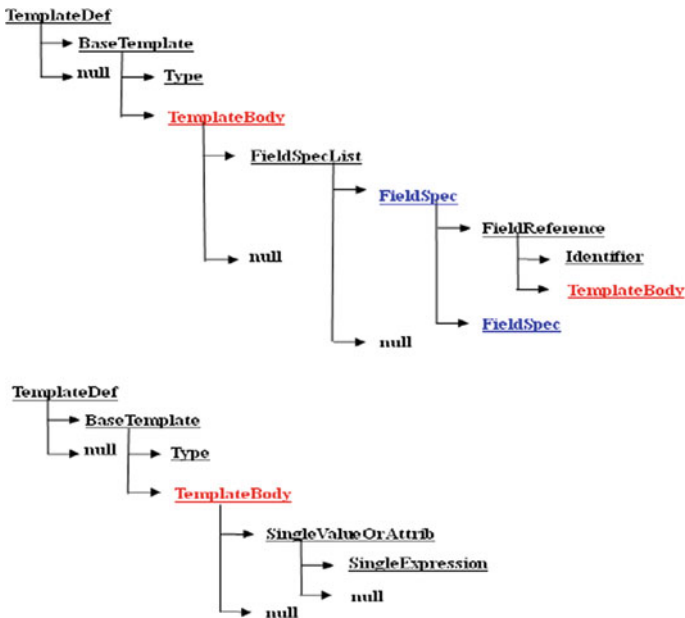 TemplateDef
BaseTemplate
null
Type
TemplateBody
FieldSpecList
FieldSpec
FieldReference
null
Identifier
TemplateBody
FieldSpec
null
TemplateDef
BaseTemplate
null
Type
TemplateBody
SingleValueOrAttrib
SingleExpression
null
null